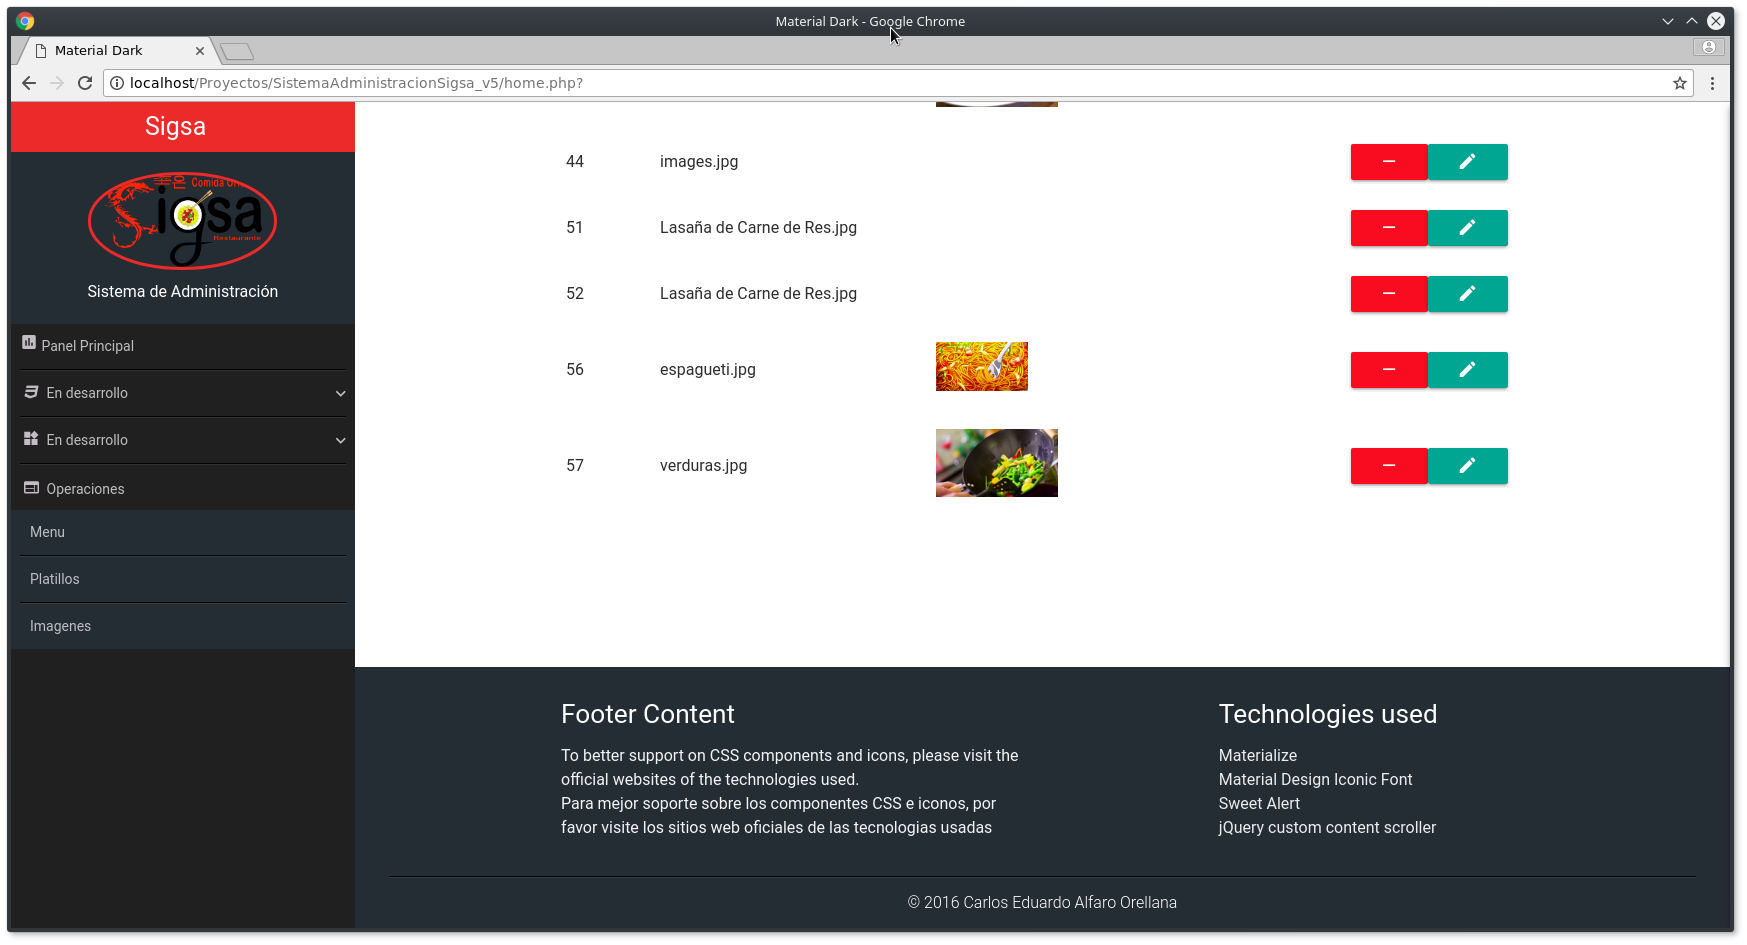 Material Dark - Google Chrome
Material Dark
localhost/Proyectos/SistemaAdministracionSigsa_v5/home.php?
Sigsa
Comida
Sigsa
Restaurante
Sistema de Administración
Panel Principal
En desarrollo
En desarrollo
Operaciones
Menu
Platillos
Imagenes
44 images.jpg
51 Lasaña de Carne de Res.jpg
52 Lasaña de Carne de Res.jpg
56 espagueti.jpg
57 verduras.jpg
Footer Content
To better support on CSS components and icons, please visit the
official websites of the technologies used.
Para mejor soporte sobre los componentes CSS e iconos, por
favor visite los sitios web oficiales de las tecnologias usadas
Technologies used
Materialize
Material Design Iconic Font
Sweet Alert
jQuery custom content scroller
© 2016 Carlos Eduardo Alfaro Orellana